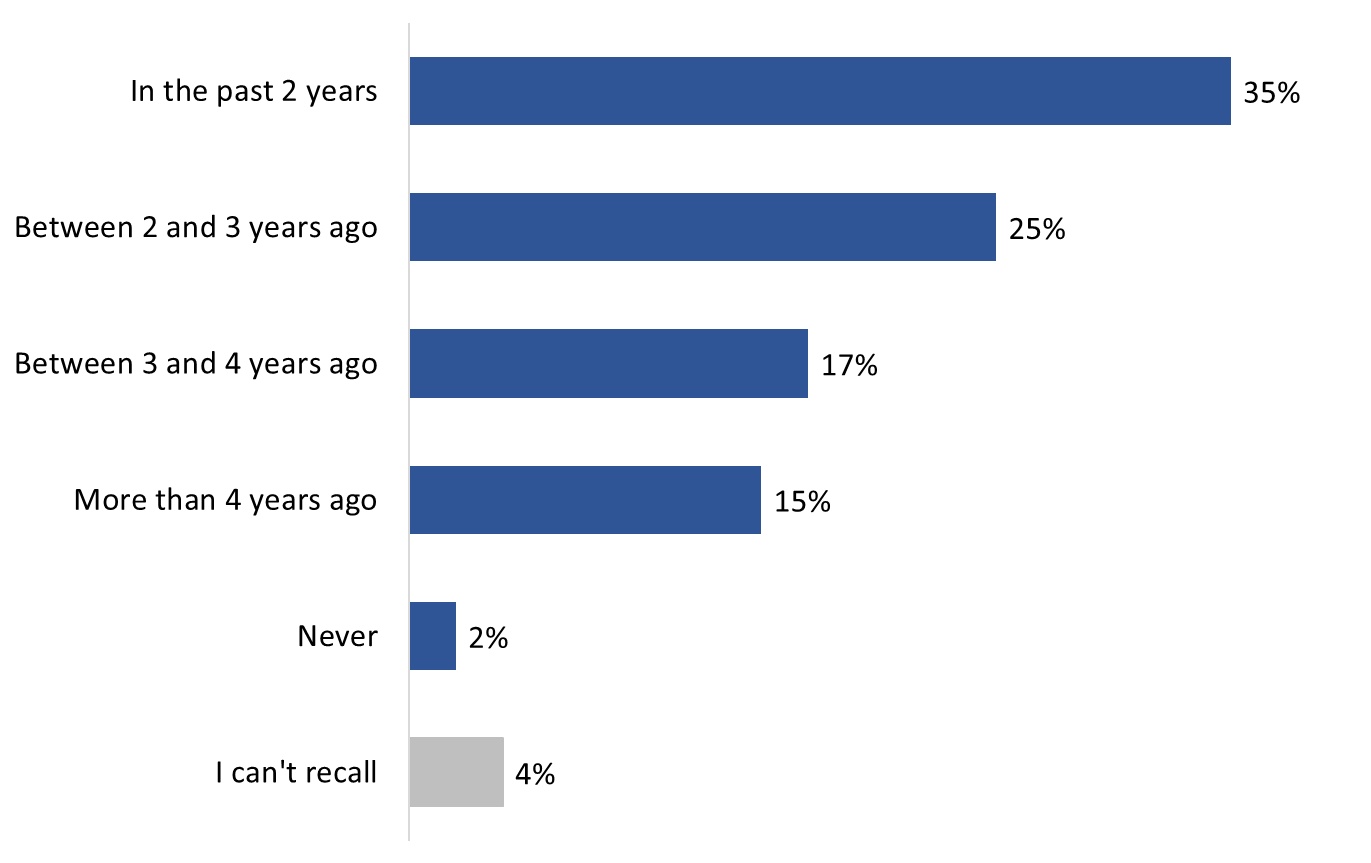 In the past 2 years 35%
Between 2 and 3 years ago 25%
Between 3 and 4 years ago 17%
More than 4 years ago 15%
Never 2%
I can't recall 4%